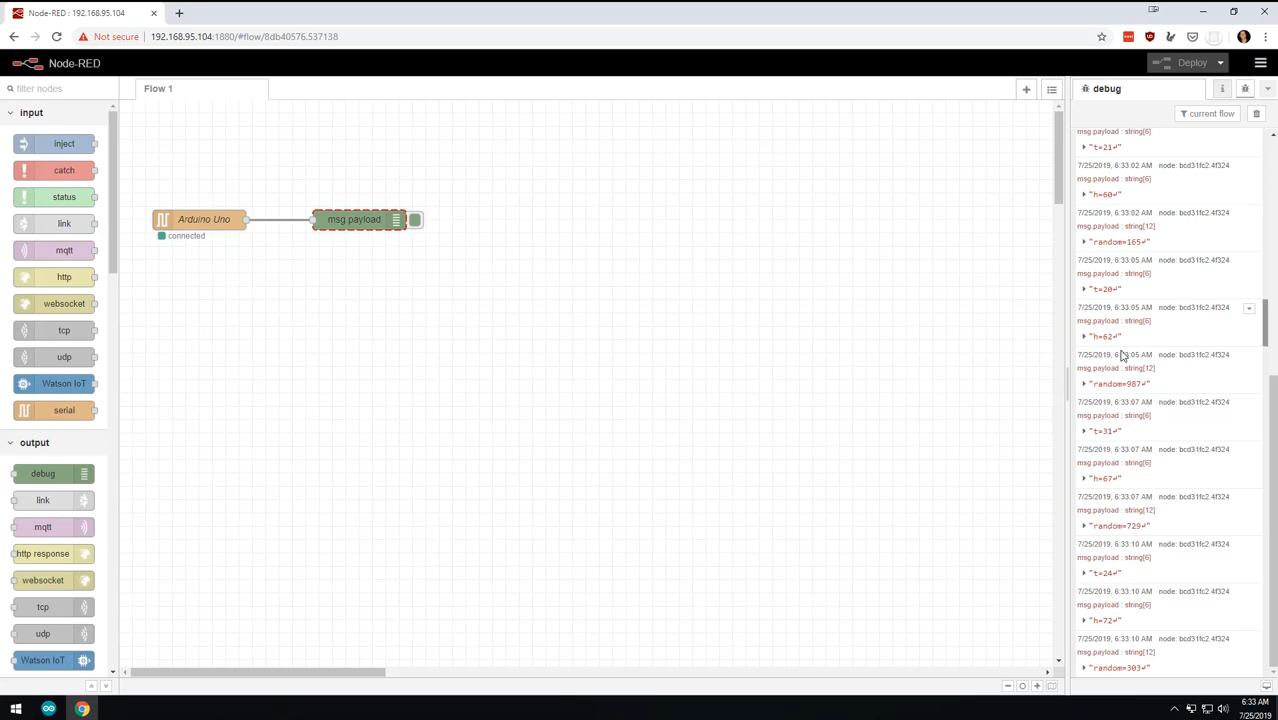 Node-RED : 192.168.95.104
Not secure 192.168.95.104:1880/#flow/8db40576.537138
Node-RED
Deploy
filter nodes
Flow 1
debug
i
current flow
input
inject
catch
status
link
mqtt
http
websocket
tcp
udp
Watson IoT
serial
output
debug
link
mqtt
http response
websocket
tcp
udp
Watson IoT
Arduino Uno
connected
msg.payload
msg.payload : string[6]
"t=21↵"
7/25/2019, 6:33:02 AM node: bcd31fc2.4f324
msg.payload : string[6]
"h=60↵"
7/25/2019, 6:33:02 AM node: bcd31fc2.4f324
msg.payload : string[12]
"random=165↵"
7/25/2019, 6:33:05 AM node: bcd31fc2.4f324
msg.payload : string[6]
"t=20↵"
7/25/2019, 6:33:05 AM node: bcd31fc2.4f324
msg.payload : string[6]
"h=62↵"
7/25/2019, 6:33:05 AM node: bcd31fc2.4f324
msg.payload : string[12]
"random=987↵"
7/25/2019, 6:33:07 AM node: bcd31fc2.4f324
msg.payload : string[6]
"t=31↵"
7/25/2019, 6:33:07 AM node: bcd31fc2.4f324
msg.payload : string[6]
"h=67↵"
7/25/2019, 6:33:07 AM node: bcd31fc2.4f324
msg.payload : string[12]
"random=729↵"
7/25/2019, 6:33:10 AM node: bcd31fc2.4f324
msg.payload : string[6]
"t=24↵"
7/25/2019, 6:33:10 AM node: bcd31fc2.4f324
msg.payload : string[6]
"h=72↵"
7/25/2019, 6:33:10 AM node: bcd31fc2.4f324
msg.payload : string[12]
"random=303↵"
6:33 AM
7/25/2019